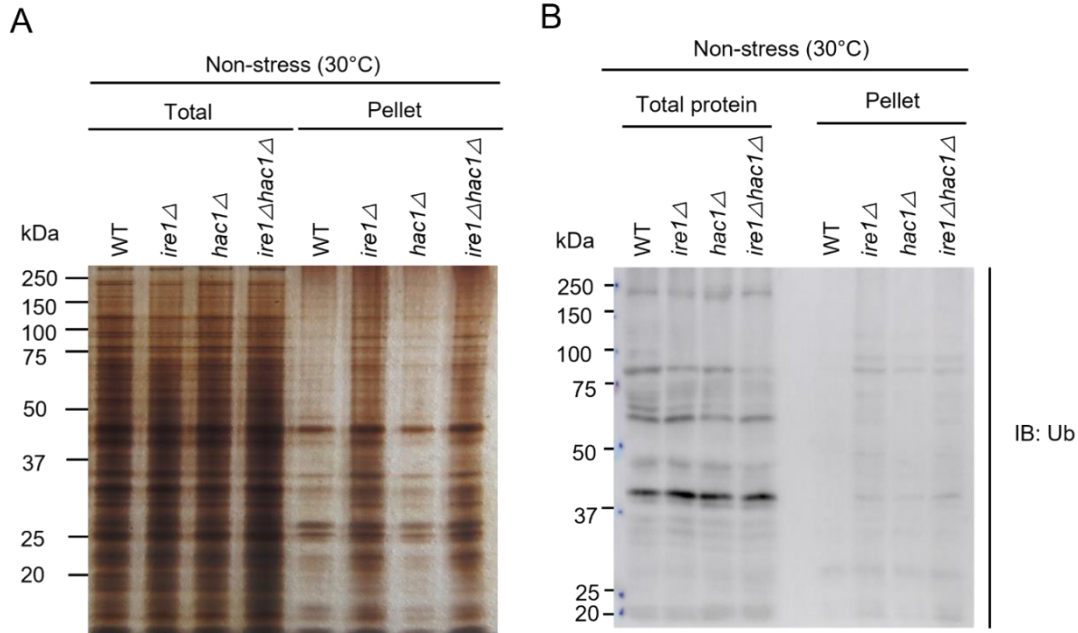 A
Non-stress (30°C)
Total Pellet
WT ire1Δ hac1Δ ire1Δhac1Δ WT ire1Δ hac1Δ ire1Δhac1Δ
kDa
250
150
100
75
50
37
25
20
B
Non-stress (30°C)
Total protein Pellet
WT ire1Δ hac1Δ ire1Δhac1Δ WT ire1Δ hac1Δ ire1Δhac1Δ
kDa
250
150
100
75
50
37
25
20
IB: Ub